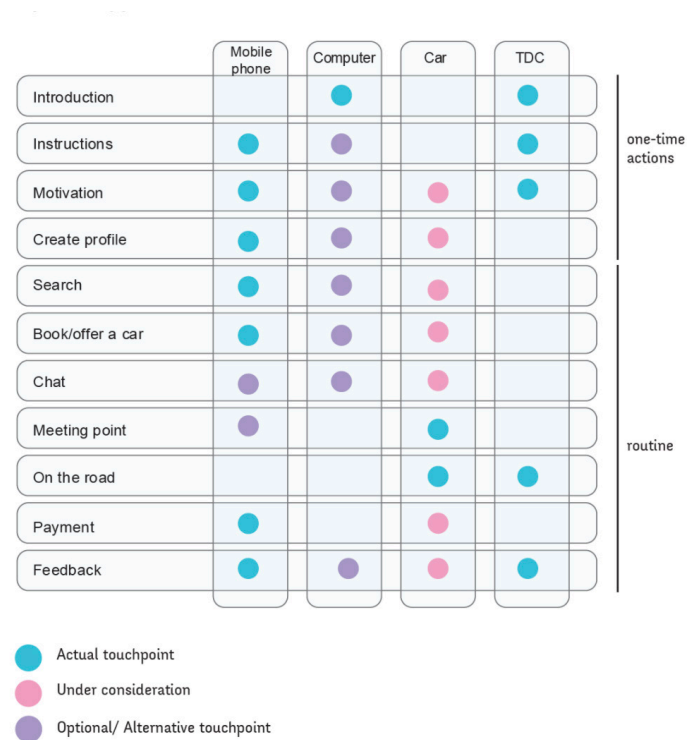 Mobile
phone
Computer
Car
TDC
Introduction
Instructions
Motivation
Create profile
Search
Book/offer a car
Chat
Meeting point
On the road
Payment
Feedback
one-time
actions
routine
Actual touchpoint
Under consideration
Optional/ Alternative touchpoint